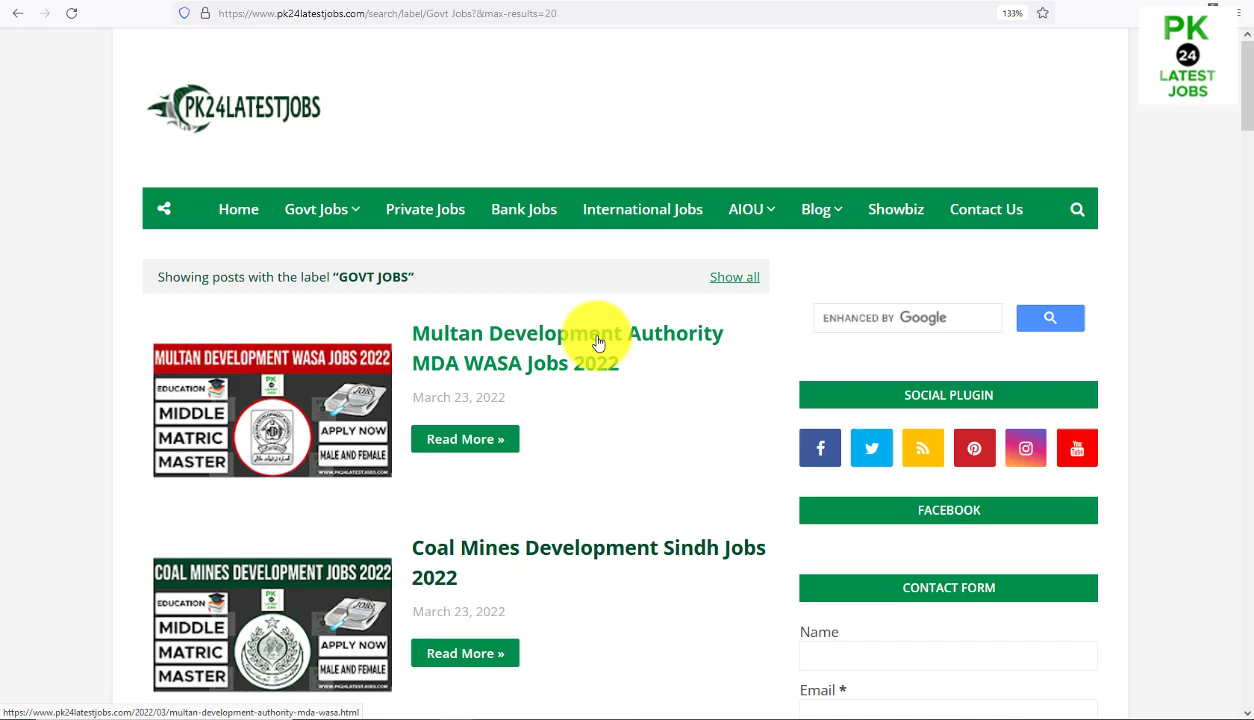 https://www.pk24latestjobs.com/search/label/Govt Jobs?&max-results=20
133%
PK
24
LATEST
JOBS
PK24LATESTJOBS
Home Govt Jobs Private Jobs Bank Jobs International Jobs AIOU Blog Showbiz Contact Us
Showing posts with the label “GOVT JOBS”
Show all
Multan Development Authority
MDA WASA Jobs 2022
March 23, 2022
Read More »
MULTAN DEVELOPMENT WASA JOBS 2022
EDUCATION
MIDDLE
MATRIC
MASTER
JOBS
APPLY NOW
MALE AND FEMALE
WWW.PK24LATESTJOBS.COM
Coal Mines Development Sindh Jobs
2022
March 23, 2022
Read More »
COAL MINES DEVELOPMENT JOBS 2022
EDUCATION
MIDDLE
MATRIC
MASTER
JOBS
APPLY NOW
MALE AND FEMALE
WWW.PK24LATESTJOBS.COM
ENHANCED BY Google
SOCIAL PLUGIN
You
Tube
FACEBOOK
CONTACT FORM
Name
Email *
https://www.pk24latestjobs.com/2022/03/multan-development-authority-mda-wasa.html